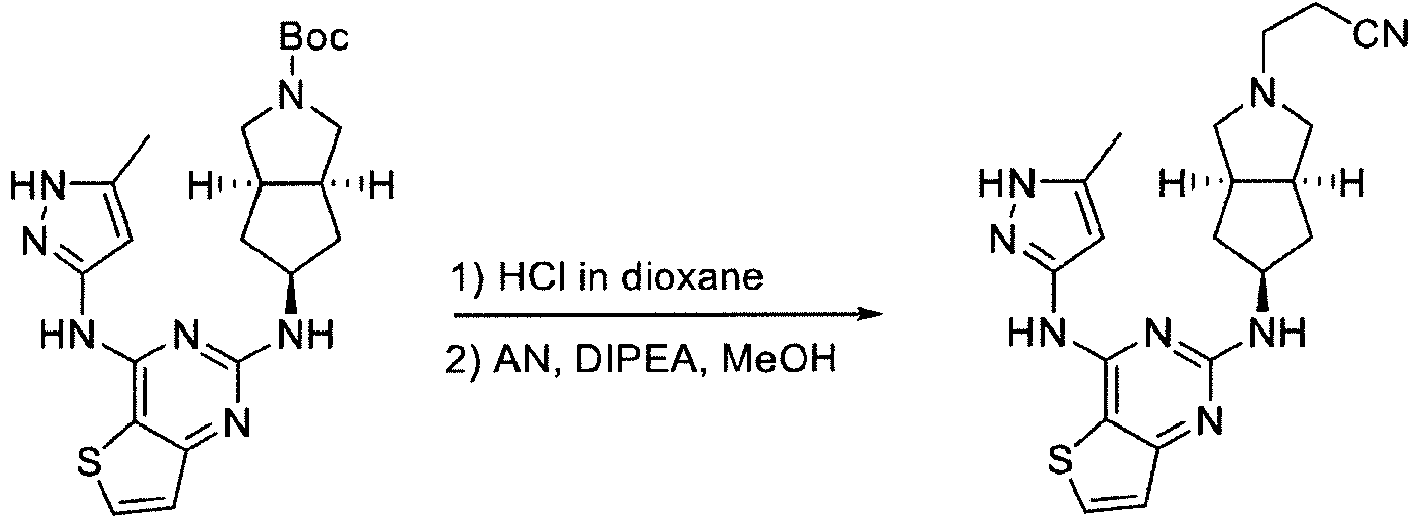 Boc
N
H H
HN
N
HN N NH
N
S
1) HCl in dioxane
2) AN, DIPEA, MeOH
CN
N
H H
HN
N
HN N NH
N
S